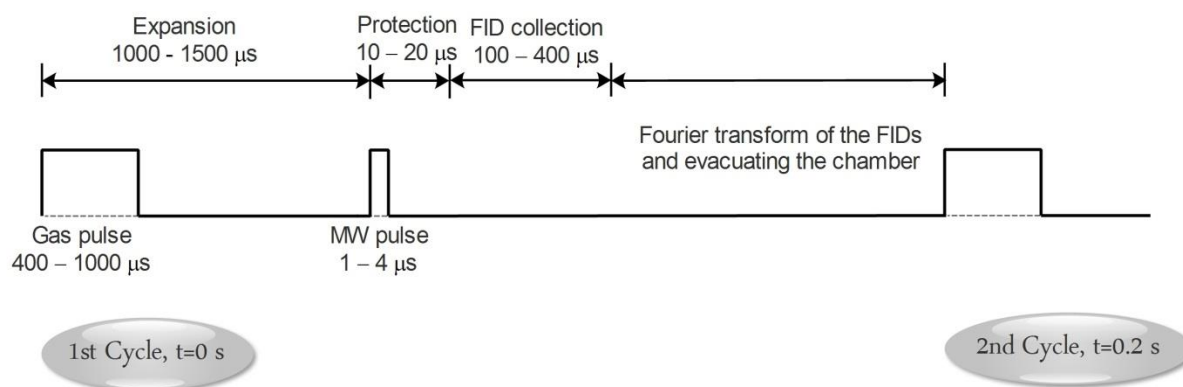 Expansion
1000 - 1500 μs
Protection
10 – 20 μs
FID collection
100 – 400 μs
Fourier transform of the FIDs
and evacuating the chamber
Gas pulse
400 – 1000 μs
MW pulse
1 – 4 μs
1st Cycle, t=0 s
2nd Cycle, t=0.2 s